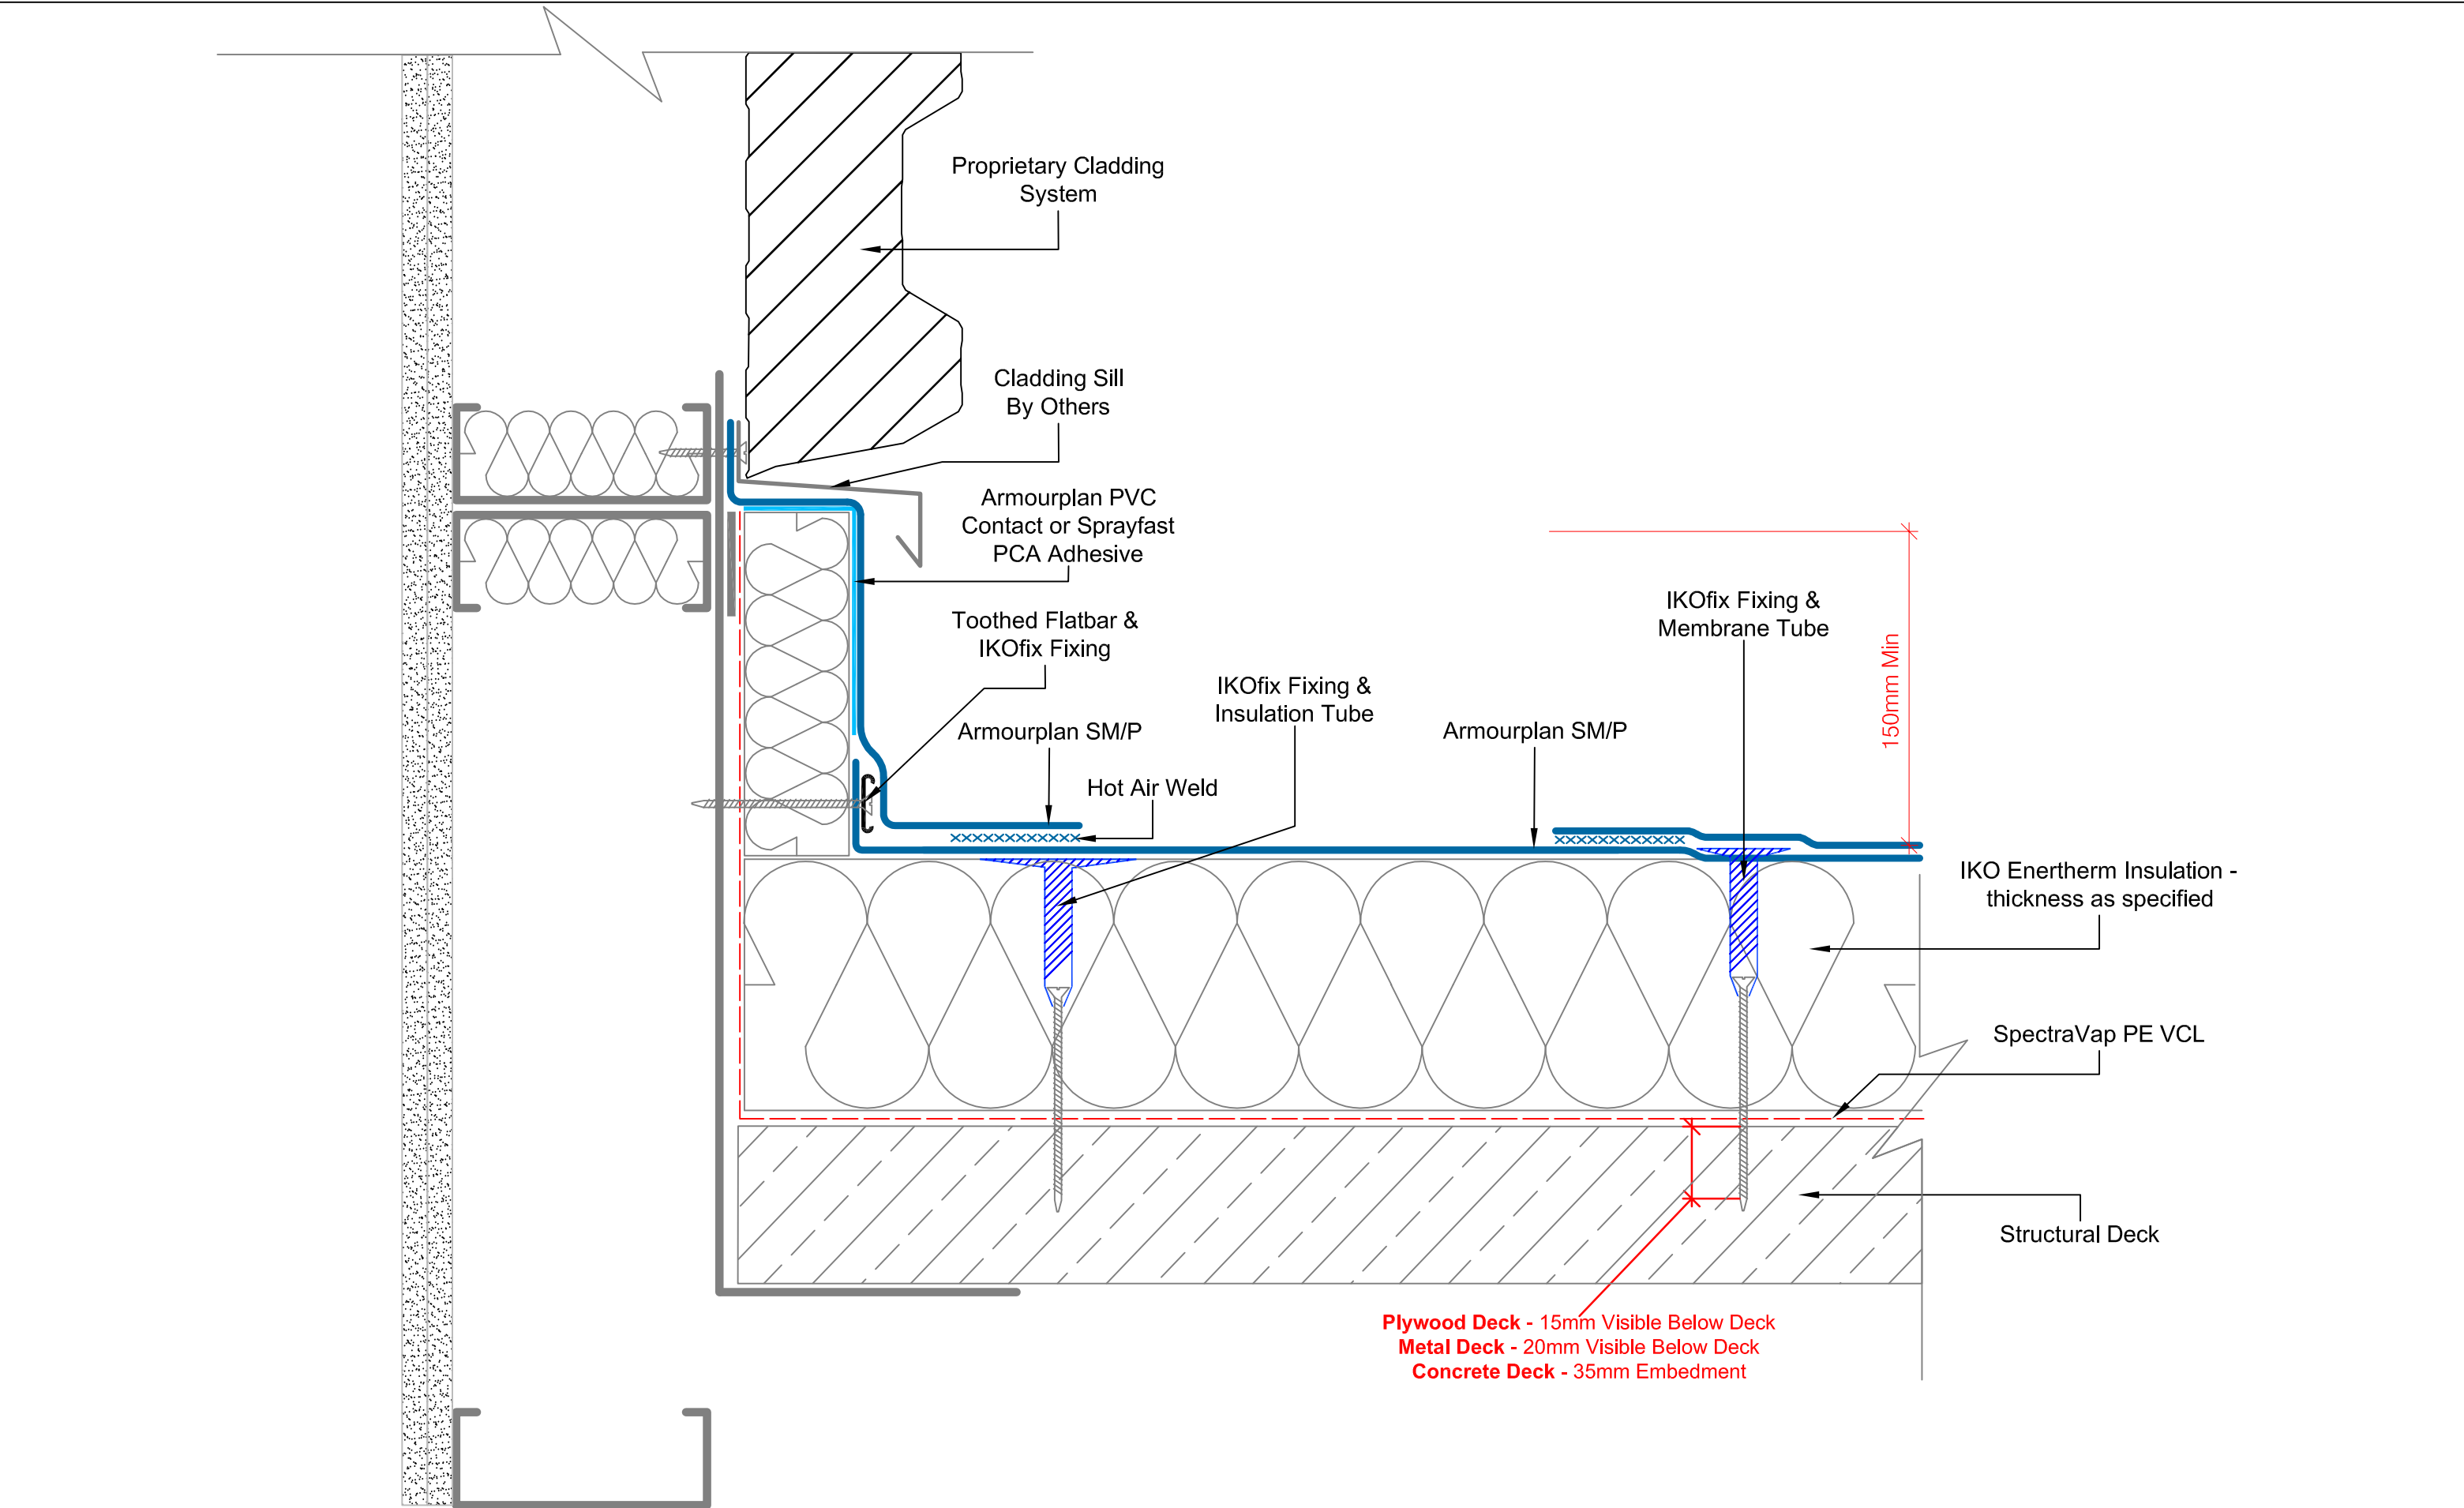 Proprietary Cladding
System
Cladding Sill
By Others
Armourplan PVC
Contact or Sprayfast
PCA Adhesive
Toothed Flatbar &
IKOfix Fixing
IKOfix Fixing &
Membrane Tube
150mm Min
IKOfix Fixing &
Insulation Tube
Armourplan SM/P
Armourplan SM/P
Hot Air Weld
IKO Enertherm Insulation -
thickness as specified
SpectraVap PE VCL
Structural Deck
Plywood Deck - 15mm Visible Below Deck
Metal Deck - 20mm Visible Below Deck
Concrete Deck - 35mm Embedment